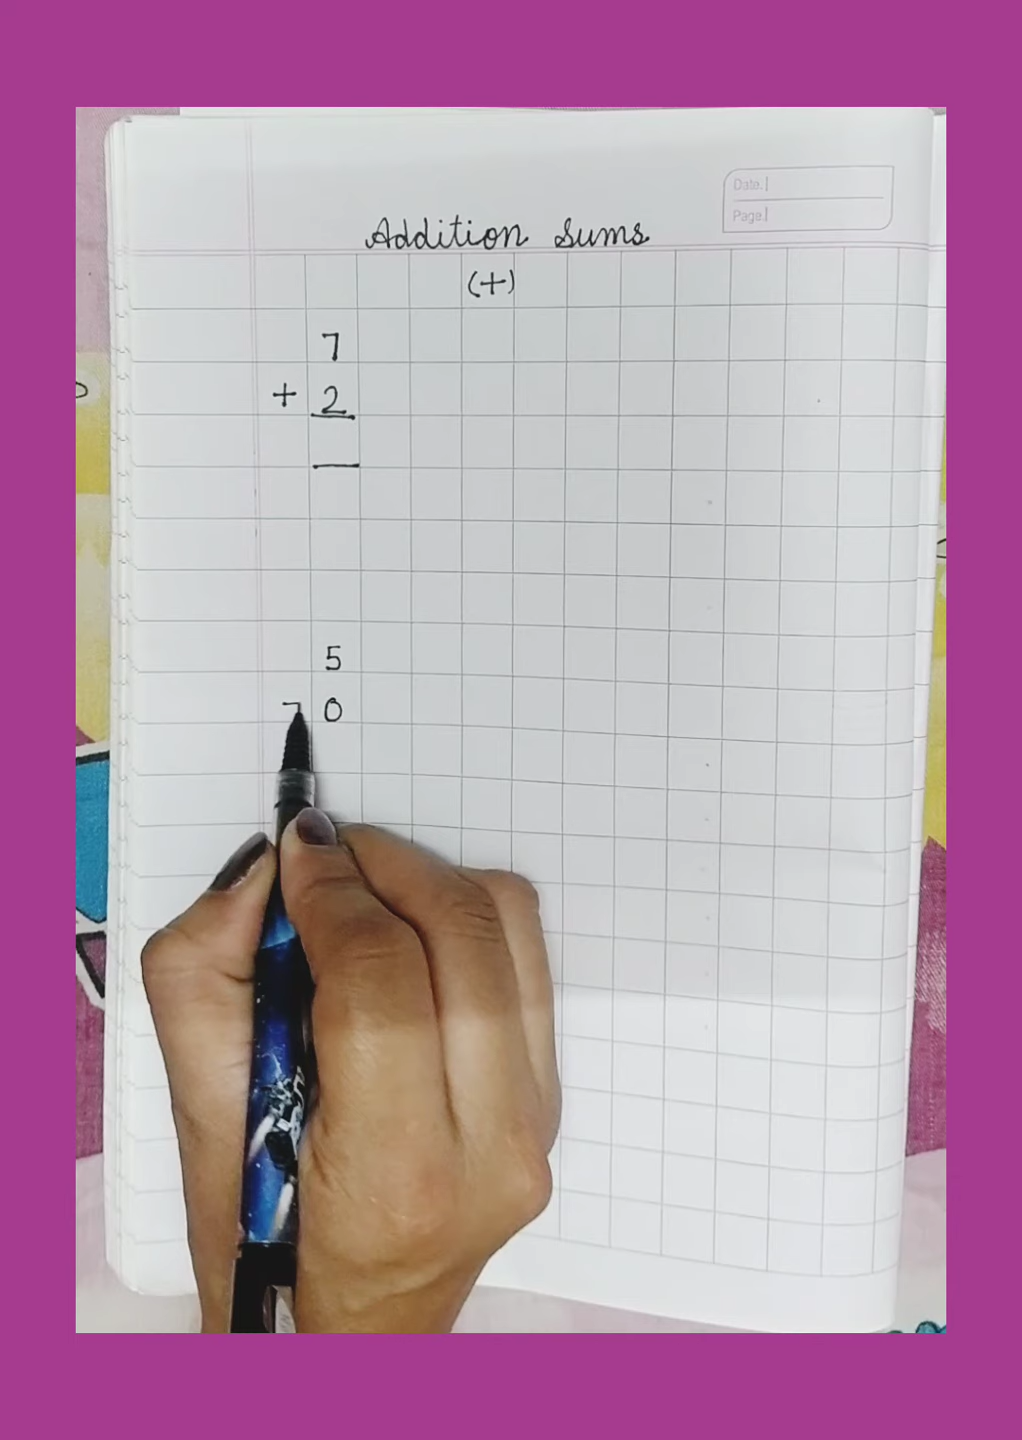 Date.
Page.
Addition Sums
(+)
7
+ 2
5
0